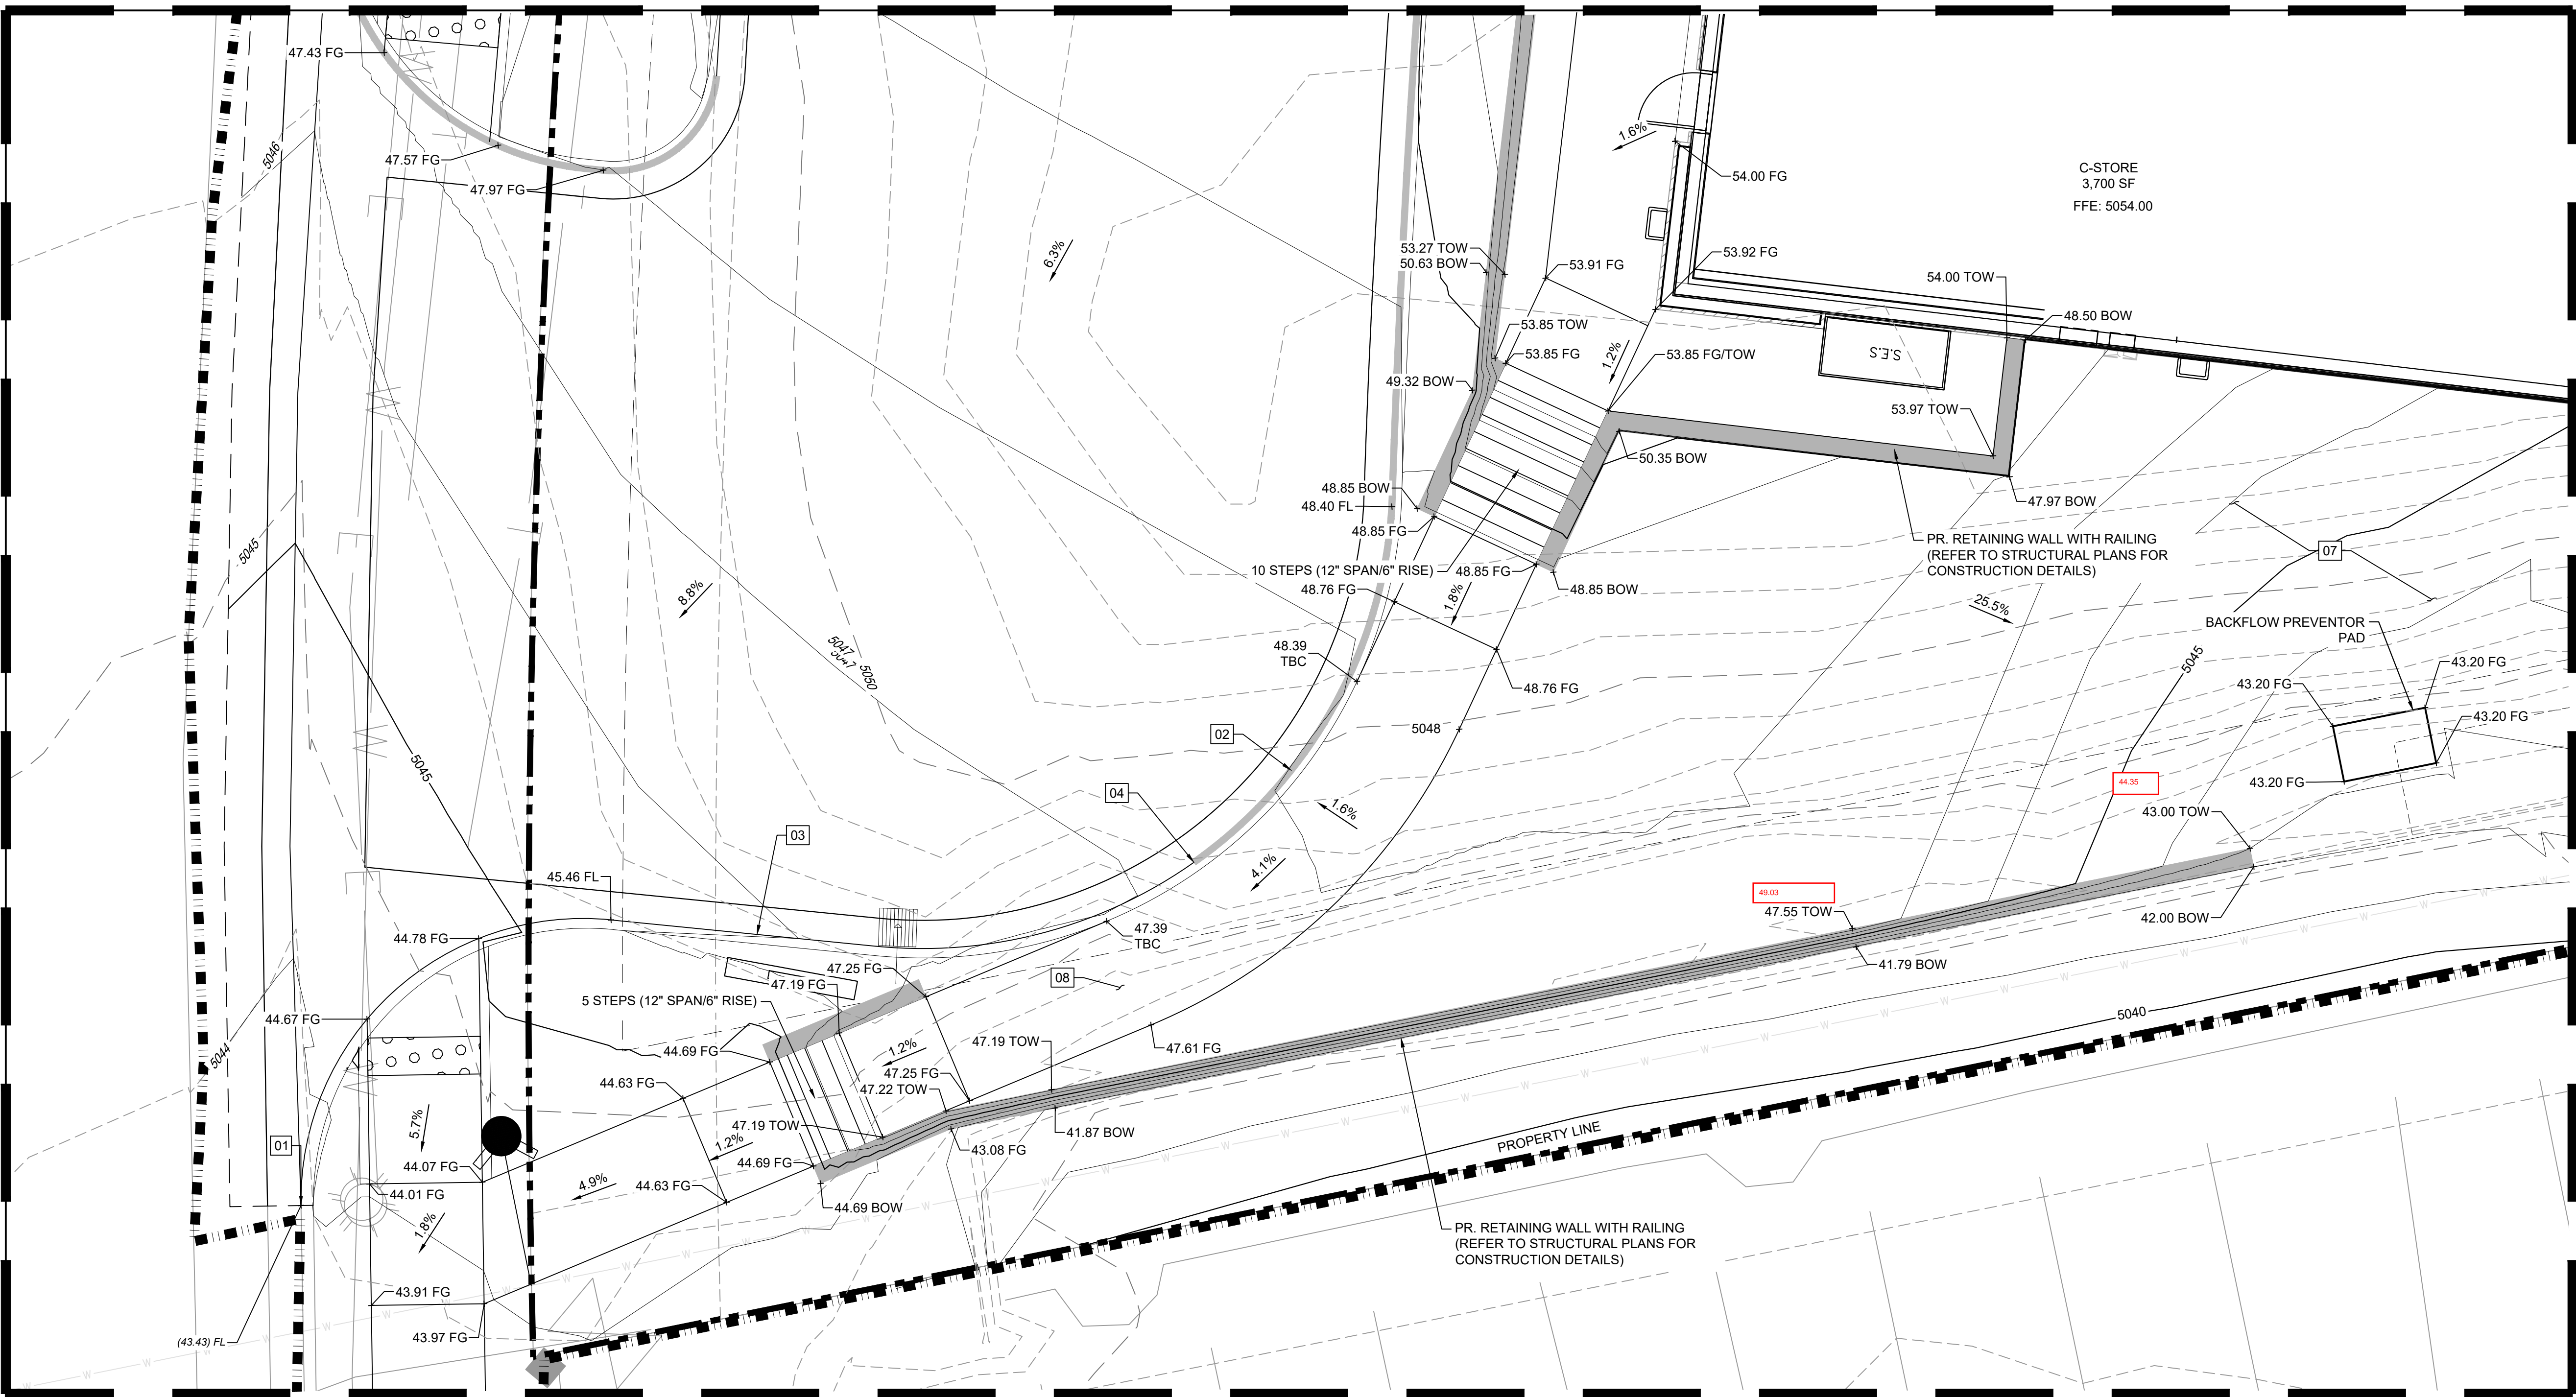 47.43 FG
5046
1.6%
47.57 FG
54.00 FG
C-STORE
3,700 SF
FFE: 5054.00
47.97 FG
6.3%
53.27 TOW
50.63 BOW
53.91 FG
53.92 FG
54.00 TOW
48.50 BOW
53.85 TOW
53.85 FG
1.2%
53.85 FG/TOW
S.E.S
49.32 BOW
53.97 TOW
50.35 BOW
48.85 BOW
48.40 FL
47.97 BOW
48.85 FG
5045
PR. RETAINING WALL WITH RAILING
(REFER TO STRUCTURAL PLANS FOR
CONSTRUCTION DETAILS)
07
10 STEPS (12" SPAN/6" RISE)
48.85 FG
48.76 FG
1.8%
48.85 BOW
8.8%
25.5%
BACKFLOW PREVENTOR
PAD
5047
5047
5050
48.39
TBC
5045
43.20 FG
43.20 FG
48.76 FG
43.20 FG
5048
02
5045
44.35
43.20 FG
04
1.6%
43.00 TOW
03
4.1%
45.46 FL
49.03
47.55 TOW
42.00 BOW
44.78 FG
47.39
TBC
41.79 BOW
47.25 FG
08
47.19 FG
5 STEPS (12" SPAN/6" RISE)
44.67 FG
5040
5044
44.69 FG
1.2%
47.19 TOW
47.61 FG
44.63 FG
47.25 FG
47.22 TOW
5.7%
47.19 TOW
41.87 BOW
PROPERTY LINE
01
1.2%
43.08 FG
44.07 FG
44.69 FG
4.9%
44.63 FG
44.01 FG
44.69 BOW
1.8%
PR. RETAINING WALL WITH RAILING
(REFER TO STRUCTURAL PLANS FOR
CONSTRUCTION DETAILS)
43.91 FG
43.97 FG
(43.43) FL